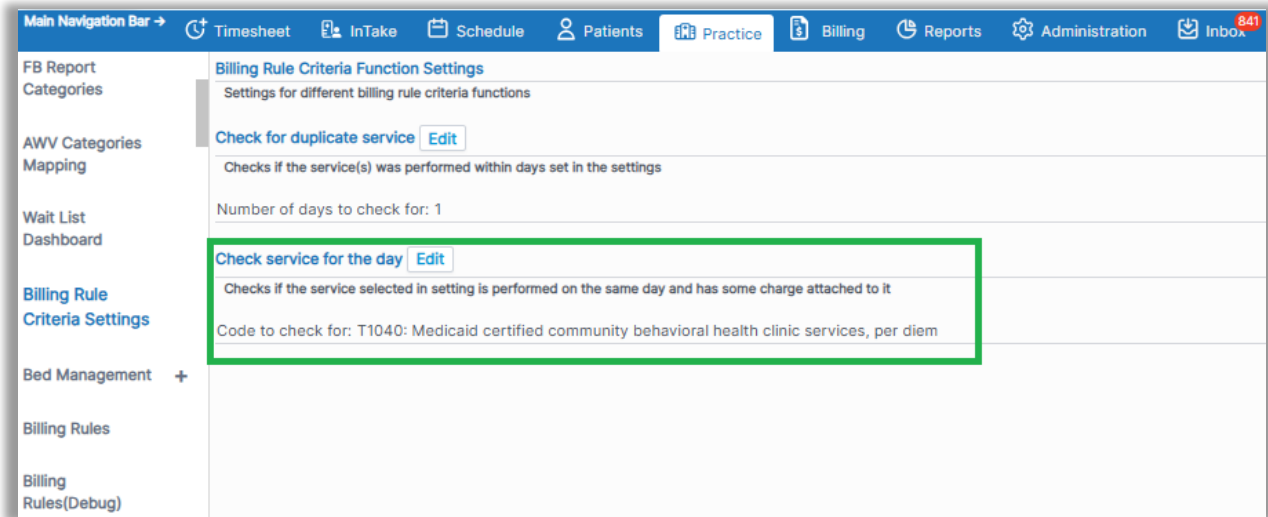 Main Navigation Bar → Timesheet InTake Schedule Patients Practice Billing Reports Administration Inbox 841
FB Report
Categories
AWV Categories
Mapping
Wait List
Dashboard
Billing Rule
Criteria Settings
Bed Management +
Billing Rules
Billing
Rules(Debug)
Billing Rule Criteria Function Settings
Settings for different billing rule criteria functions
Check for duplicate service Edit
Checks if the service(s) was performed within days set in the settings
Number of days to check for: 1
Check service for the day Edit
Checks if the service selected in setting is performed on the same day and has some charge attached to it
Code to check for: T1040: Medicaid certified community behavioral health clinic services, per diem